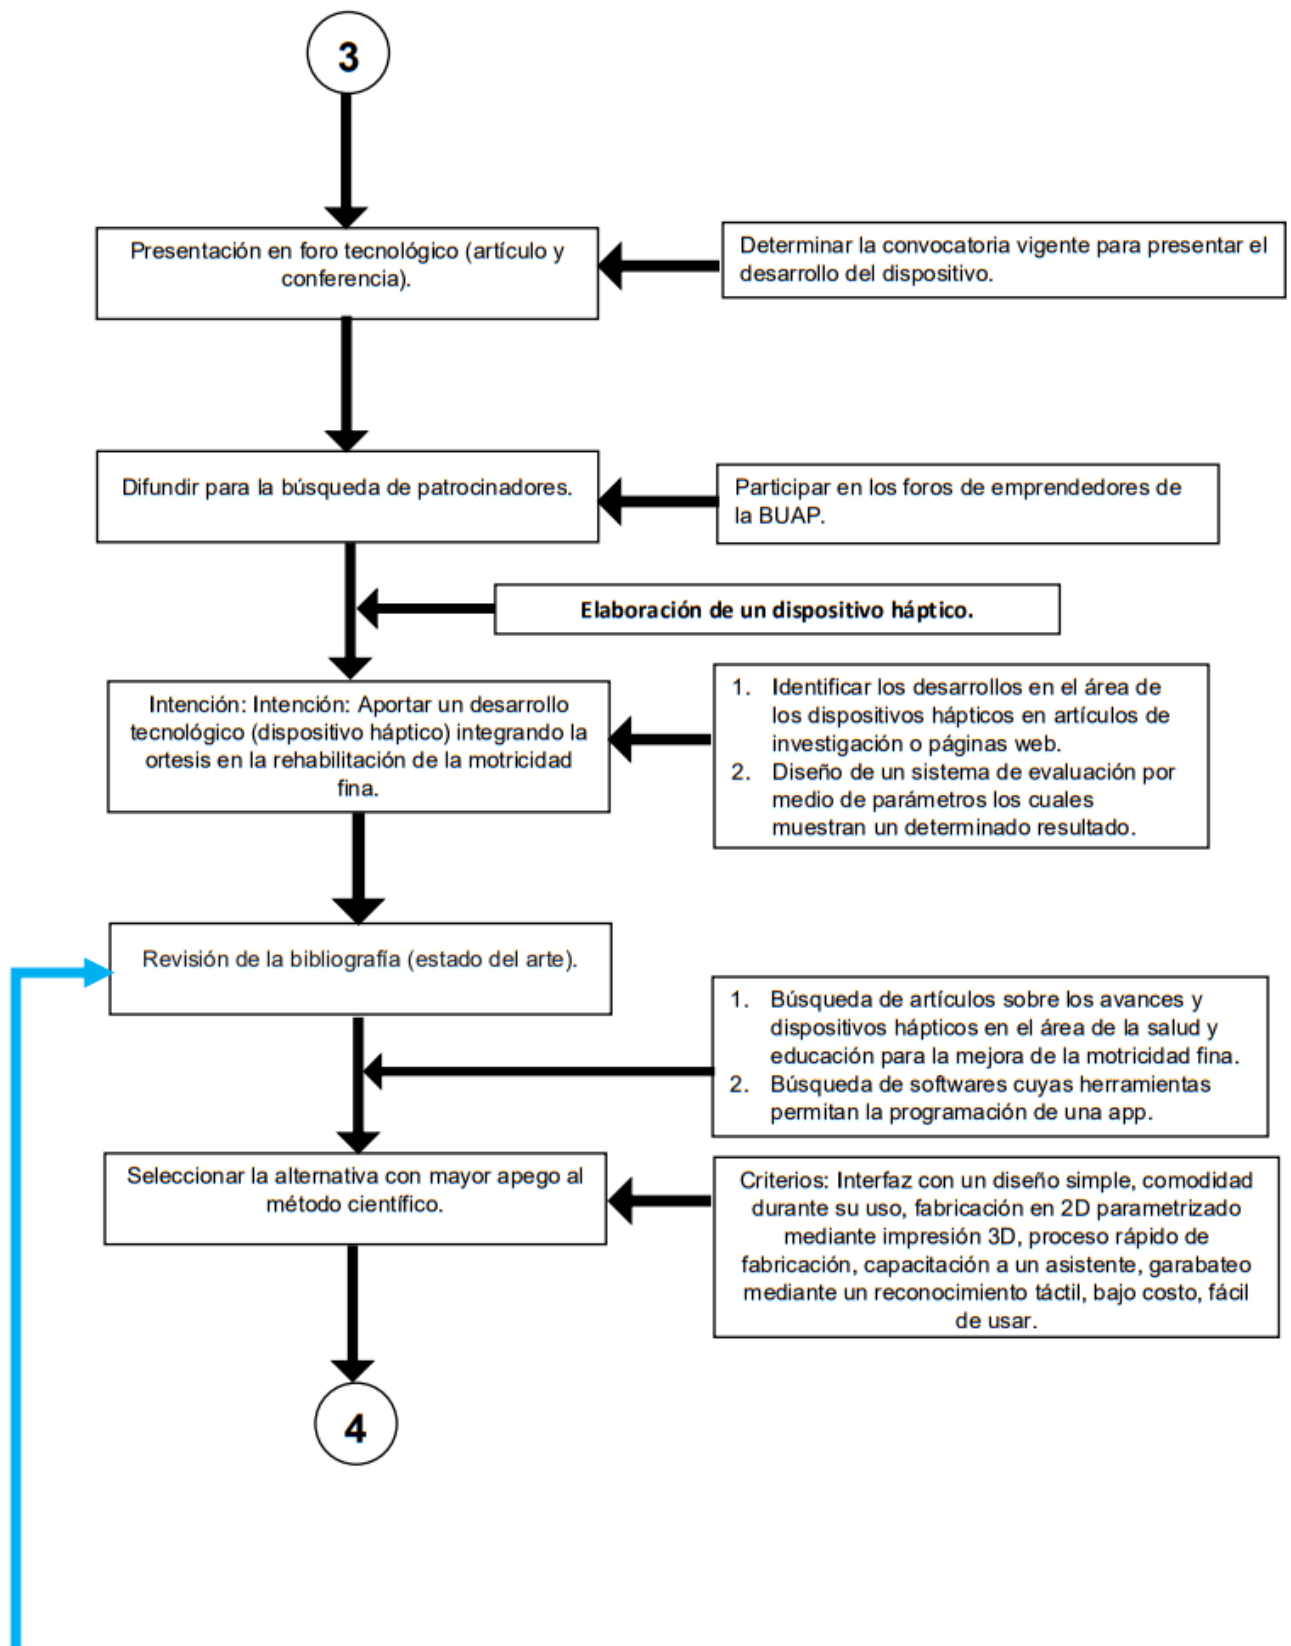 3
Presentación en foro tecnológico (artículo y
conferencia).
Determinar la convocatoria vigente para presentar el
desarrollo del dispositivo.
Difundir para la búsqueda de patrocinadores.
Participar en los foros de emprendedores de
la BUAP.
Elaboración de un dispositivo háptico.
Intención: Intención: Aportar un desarrollo
tecnológico (dispositivo háptico) integrando la
ortesis en la rehabilitación de la motricidad
fina.
1. Identificar los desarrollos en el área de
los dispositivos hápticos en artículos de
investigación o páginas web.
2. Diseño de un sistema de evaluación por
medio de parámetros los cuales
muestran un determinado resultado.
Revisión de la bibliografía (estado del arte).
1. Búsqueda de artículos sobre los avances y
dispositivos hápticos en el área de la salud y
educación para la mejora de la motricidad fina.
2. Búsqueda de softwares cuyas herramientas
permitan la programación de una app.
Seleccionar la alternativa con mayor apego al
método científico.
Criterios: Interfaz con un diseño simple, comodidad
durante su uso, fabricación en 2D parametrizado
mediante impresión 3D, proceso rápido de
fabricación, capacitación a un asistente, garabateo
mediante un reconocimiento táctil, bajo costo, fácil
de usar.
4